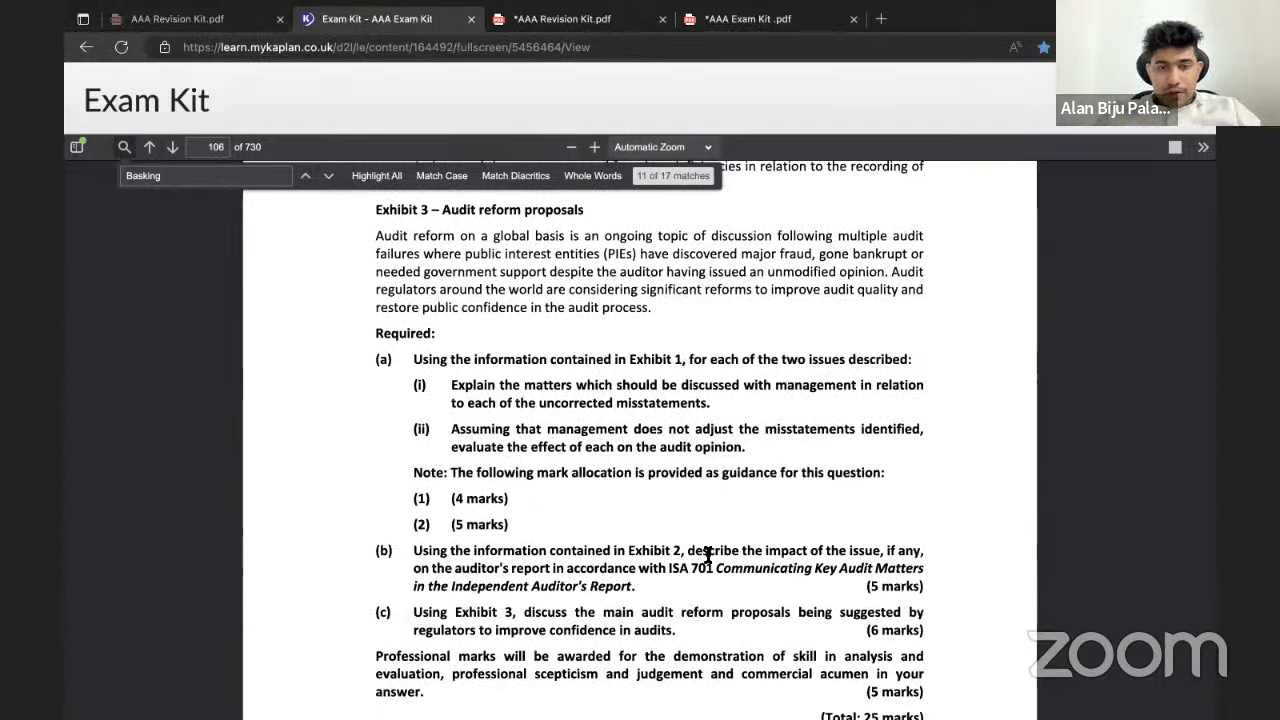 AAA Revision Kit.pdf
Exam Kit - AAA Exam Kit
*AAA Revision Kit.pdf
*AAA Exam Kit .pdf
https://learn.mykaplan.co.uk/d2l/le/content/164492/fullscreen/5456464/View
Alan Biju Pala...
Exam Kit
106 of 730
Automatic Zoom
Basking
Highlight All
Match Case
Match Diacritics
Whole Words
11 of 17 matches
cies in relation to the recording of
Exhibit 3 – Audit reform proposals
Audit reform on a global basis is an ongoing topic of discussion following multiple audit
failures where public interest entities (PIEs) have discovered major fraud, gone bankrupt or
needed government support despite the auditor having issued an unmodified opinion. Audit
regulators around the world are considering significant reforms to improve audit quality and
restore public confidence in the audit process.
Required:
(a) Using the information contained in Exhibit 1, for each of the two issues described:
(i) Explain the matters which should be discussed with management in relation
to each of the uncorrected misstatements.
(ii) Assuming that management does not adjust the misstatements identified,
evaluate the effect of each on the audit opinion.
Note: The following mark allocation is provided as guidance for this question:
(1) (4 marks)
(2) (5 marks)
(b) Using the information contained in Exhibit 2, describe the impact of the issue, if any,
on the auditor's report in accordance with ISA 701 Communicating Key Audit Matters
in the Independent Auditor's Report. (5 marks)
(c) Using Exhibit 3, discuss the main audit reform proposals being suggested by
regulators to improve confidence in audits. (6 marks)
Professional marks will be awarded for the demonstration of skill in analysis and
evaluation, professional scepticism and judgement and commercial acumen in your
answer. (5 marks)
(Total: 25 marks)
zoom